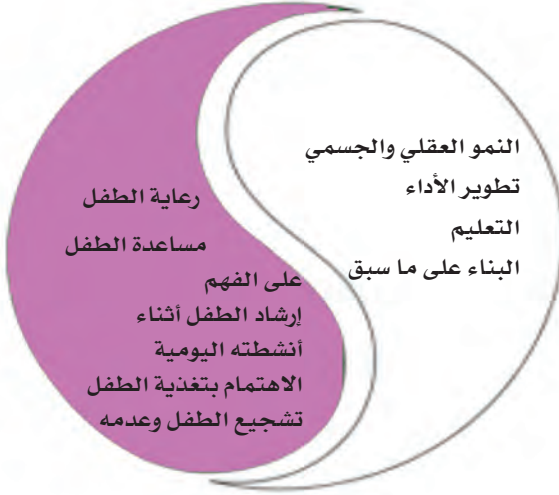 النمو العقلي والجسمي
تطوير الأداء
التعليم
البناء على ما سبق
رعاية الطفل
مساعدة الطفل
على الفهم
إرشاد الطفل أثناء
أنشطته اليومية
الاهتمام بتغذية الطفل
تشجيع الطفل وعدمه